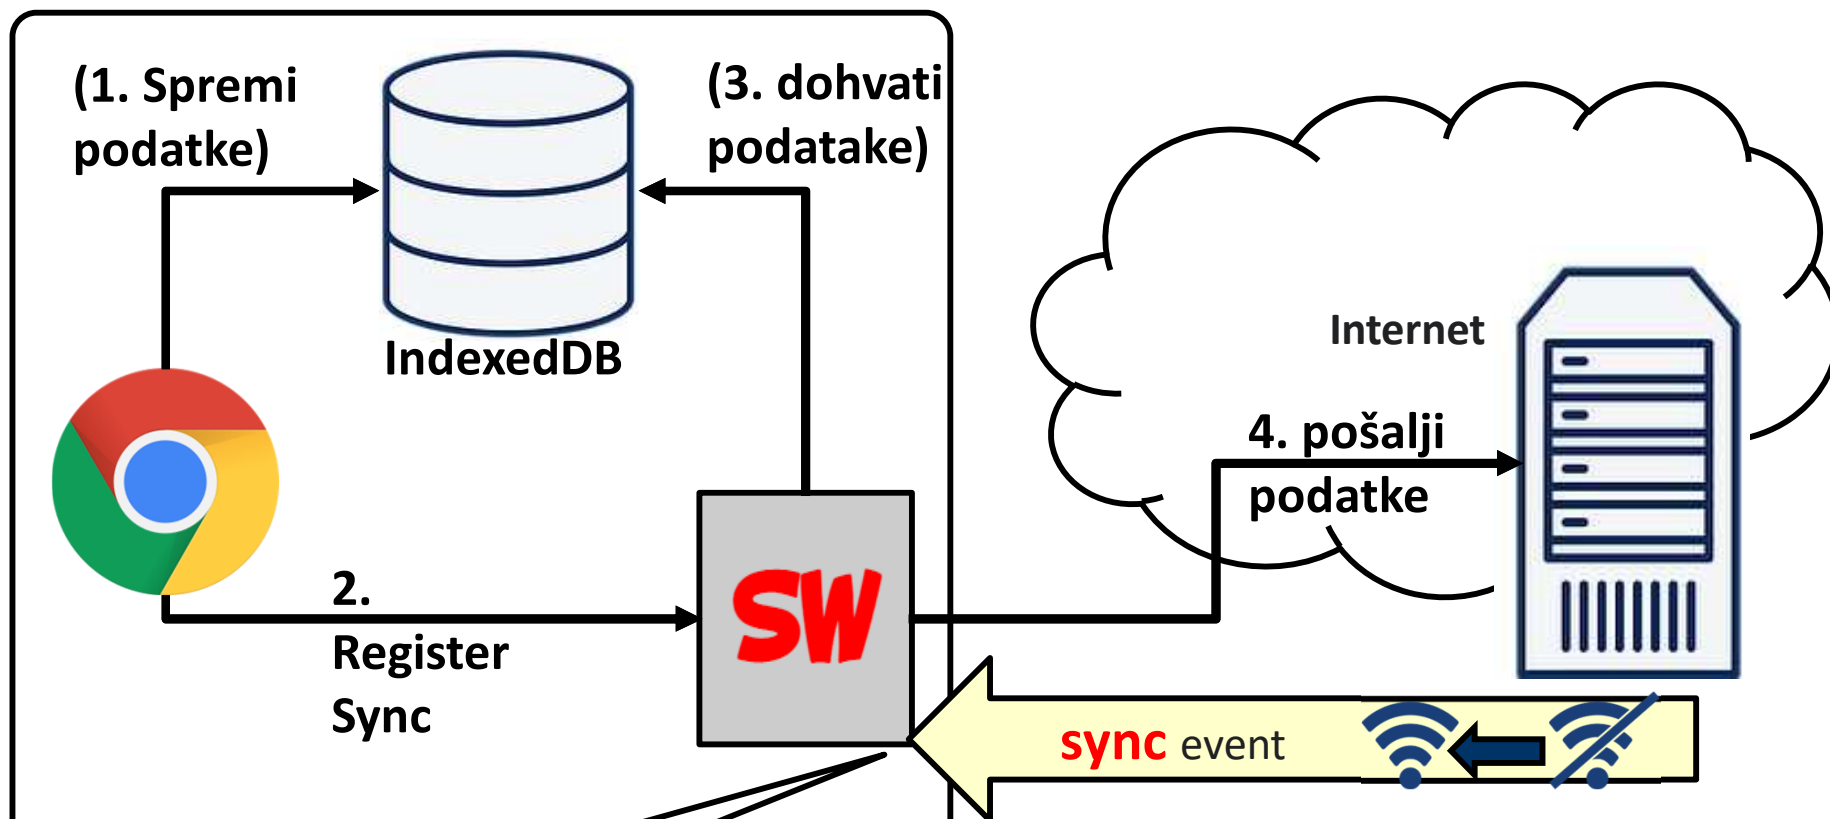 (1. Spremi
podatke)
(3. dohvati
podatake)
IndexedDB
Internet
4. pošalji
podatke
2.
Register
Sync
SW
sync event